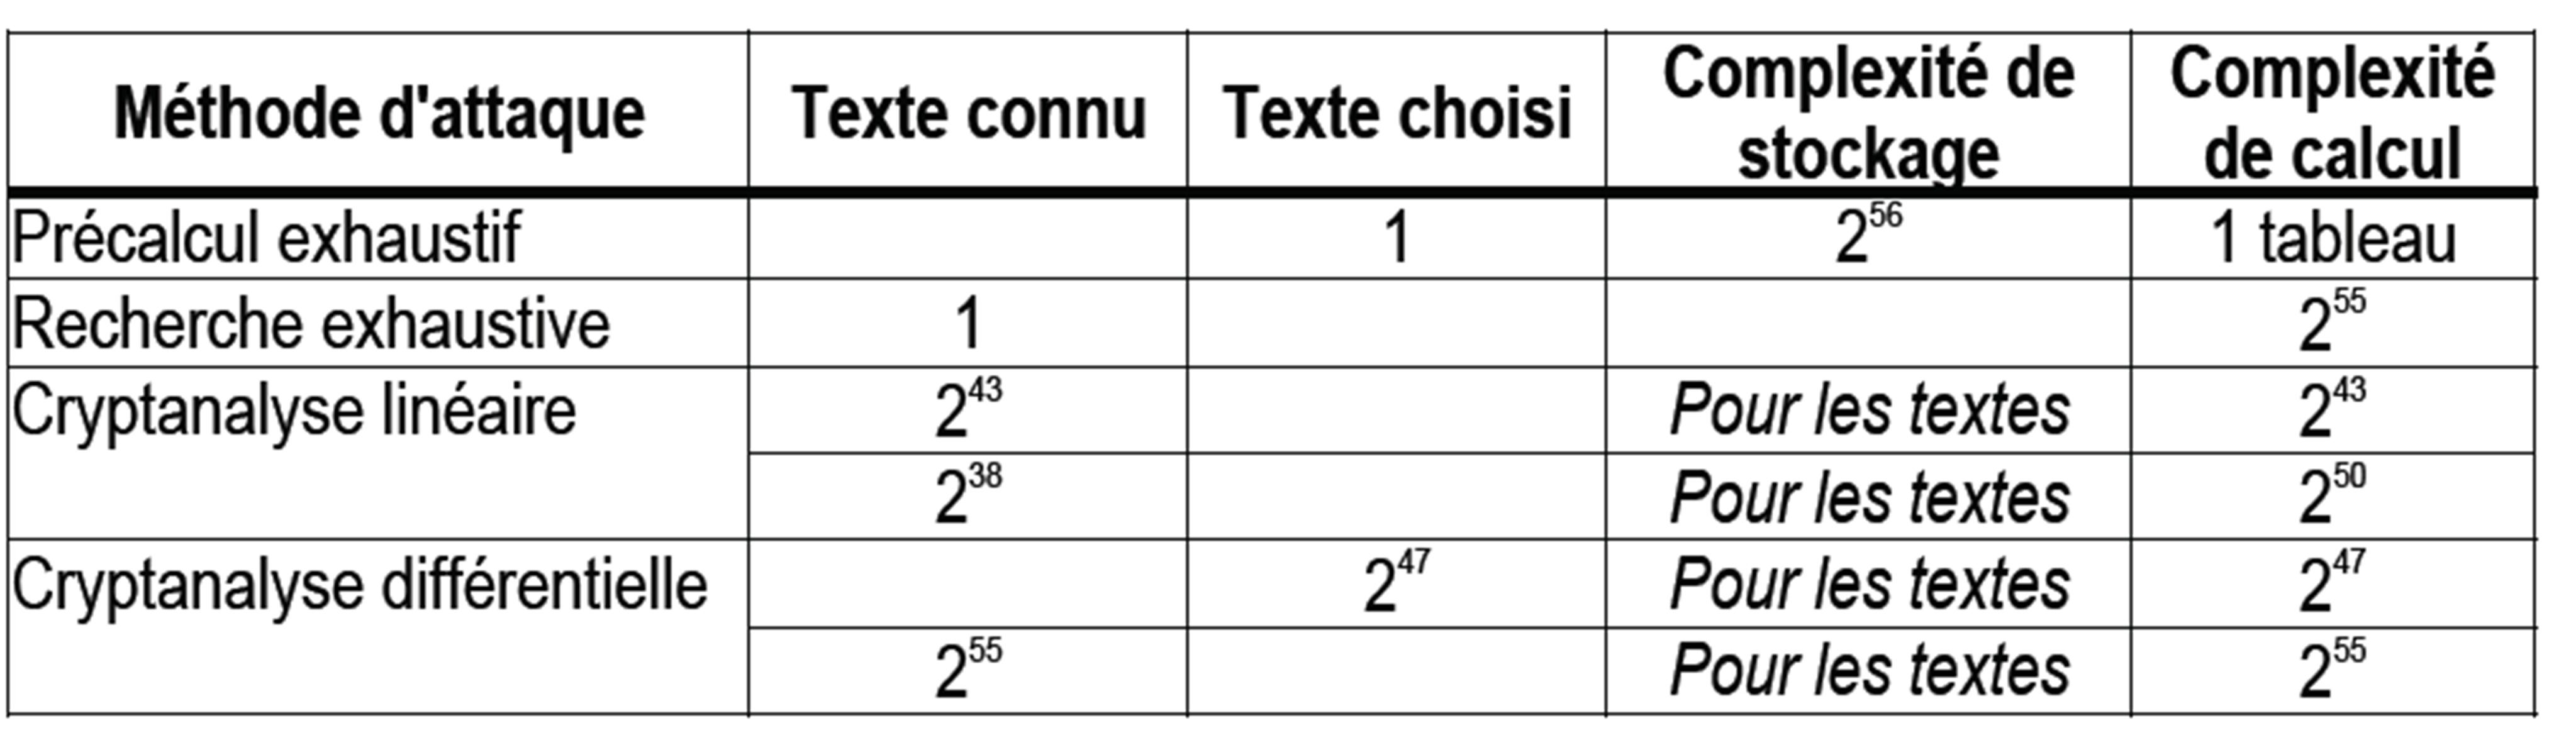 Méthode d'attaque Texte connu Texte choisi Complexité de stockage Complexité de calcul
Précalcul exhaustif 1 2^56 1 tableau
Recherche exhaustive 1 2^55
Cryptanalyse linéaire 2^43 Pour les textes 2^43
2^38 Pour les textes 2^50
Cryptanalyse différentielle 2^47 Pour les textes 2^47
2^55 Pour les textes 2^55